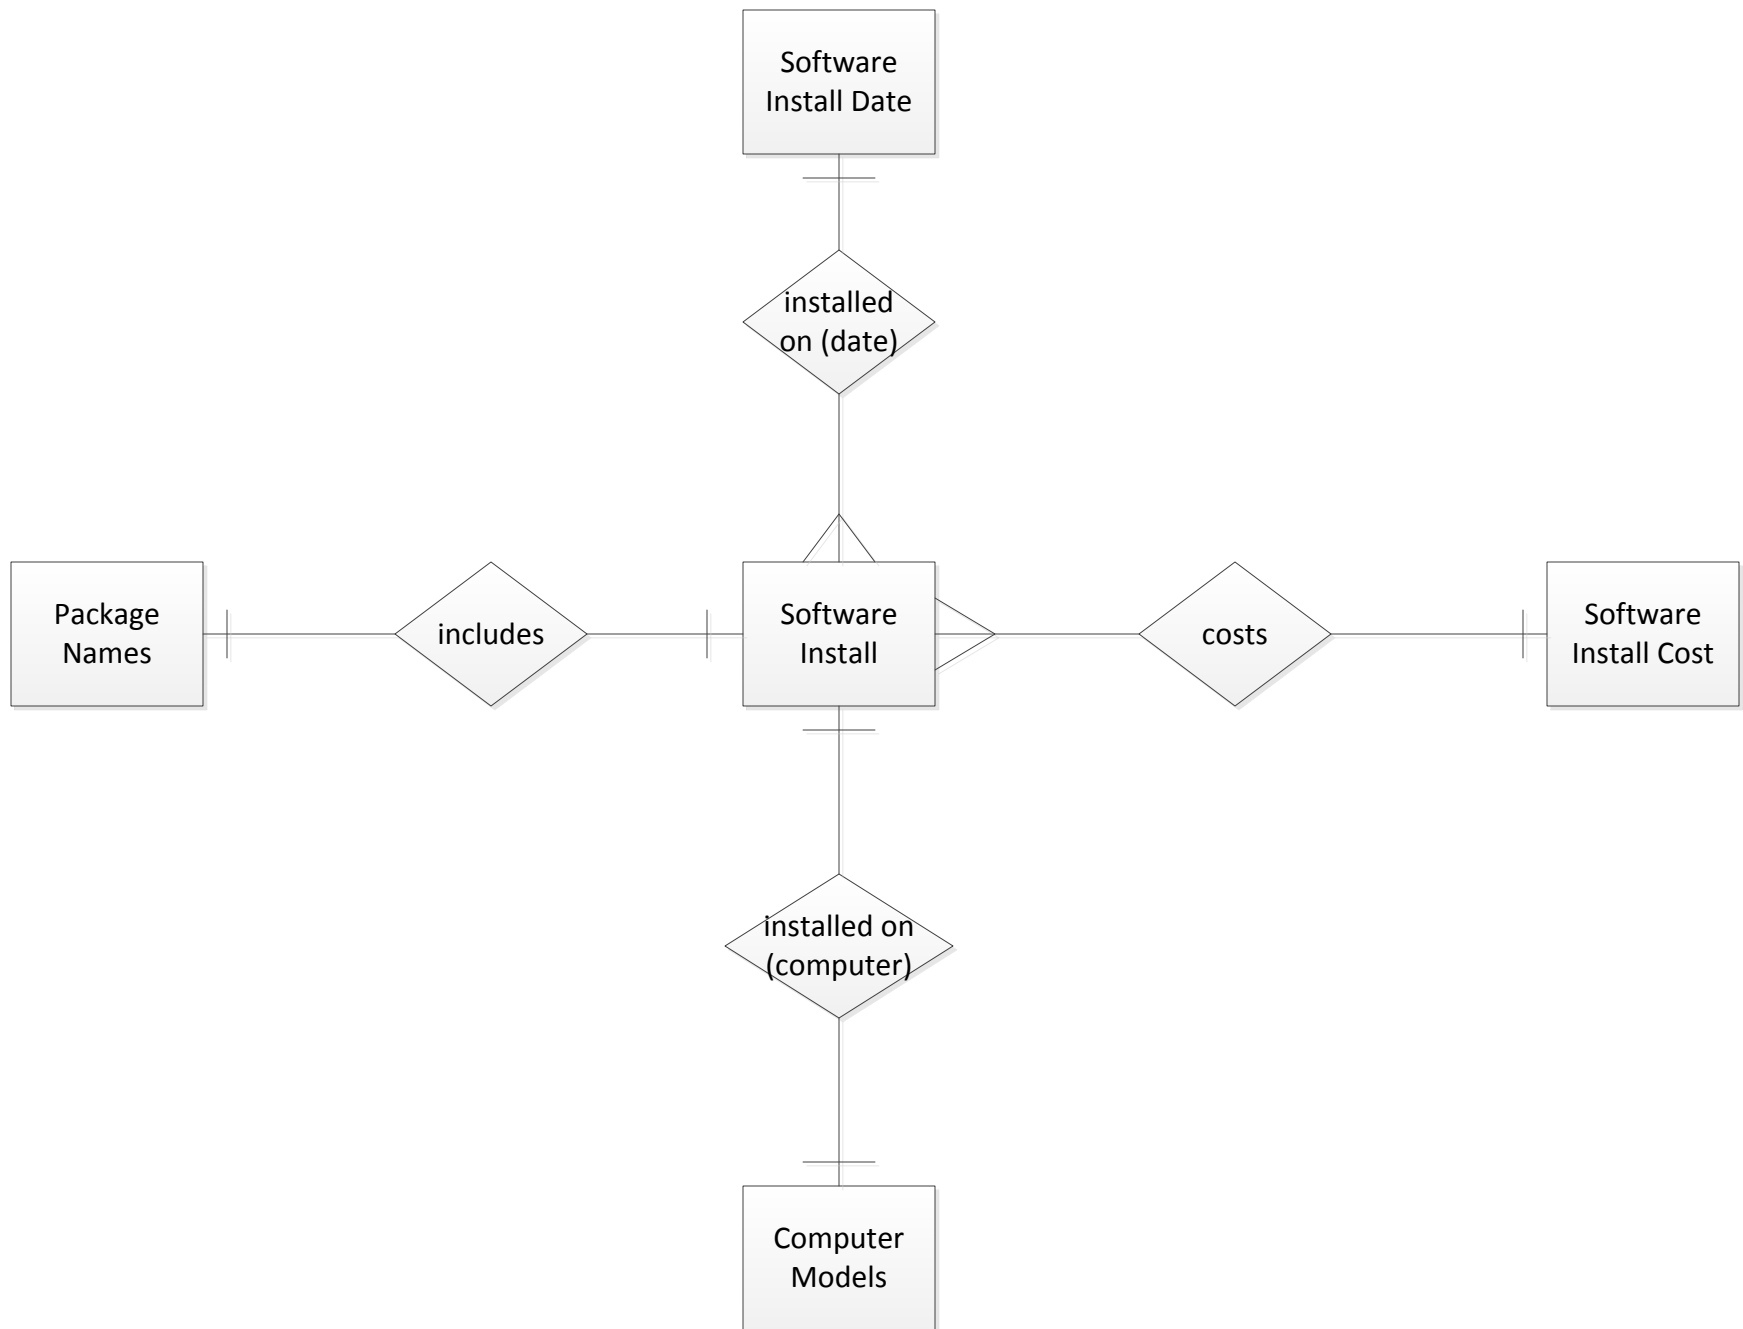 Software
Install Date
installed
on (date)
Package
Names
includes
Software
Install
costs
Software
Install Cost
installed on
(computer)
Computer
Models